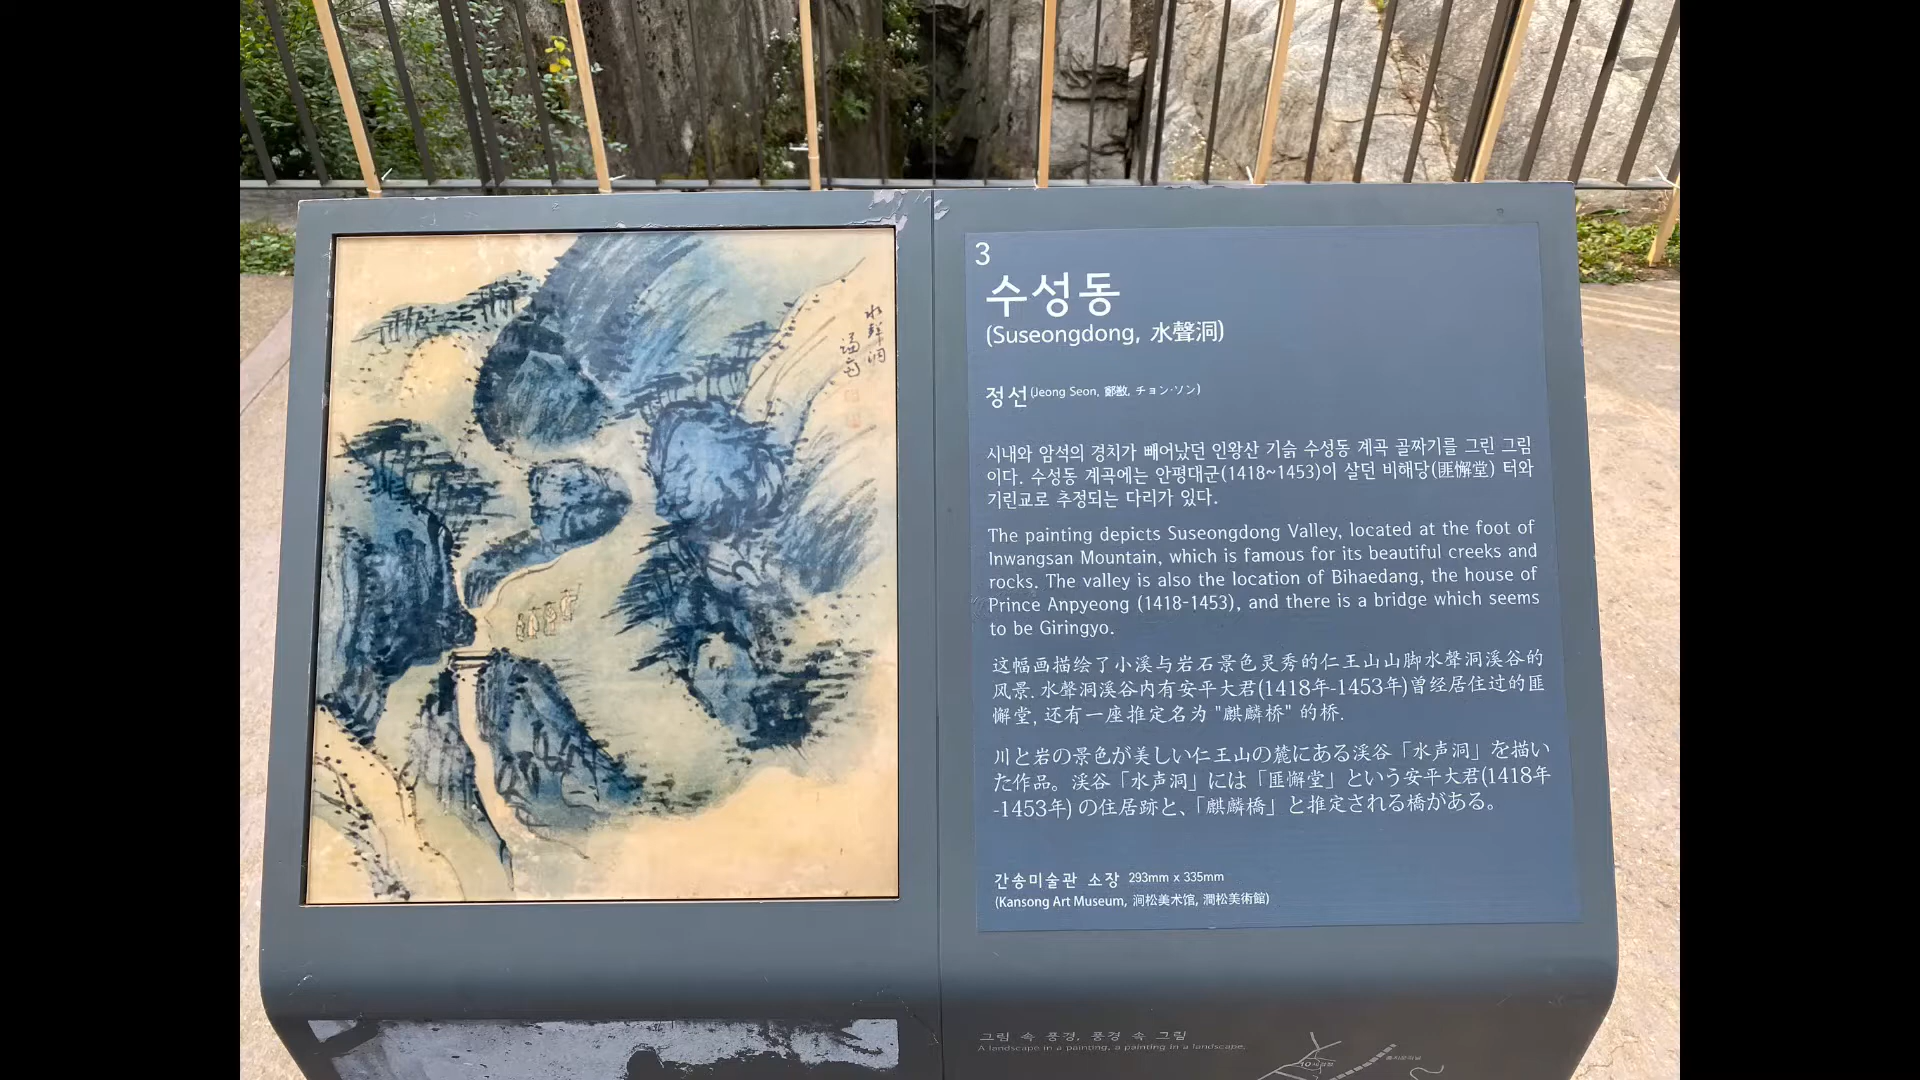 水聲洞
謙齋
3
수성동
(Suseongdong, 水聲洞)
정선(Jeong Seon, 鄭敾, チョン·ソン)
시내와 암석의 경치가 빼어났던 인왕산 기슭 수성동 계곡 골짜기를 그린 그림
이다. 수성동 계곡에는 안평대군(1418~1453)이 살던 비해당(匪懈堂) 터와
기린교로 추정되는 다리가 있다.
The painting depicts Suseongdong Valley, located at the foot of
Inwangsan Mountain, which is famous for its beautiful creeks and
rocks. The valley is also the location of Bihaedang, the house of
Prince Anpyeong (1418-1453), and there is a bridge which seems
to be Giringyo.
这幅画描绘了小溪与岩石景色灵秀的仁王山山脚水聲洞溪谷的
风景. 水聲洞溪谷内有安平大君(1418年-1453年)曾经居住过的匪
懈堂, 还有一座推定名为 "麒麟桥" 的桥.
川と岩の景色が美しい仁王山の麓にある渓谷「水声洞」を描い
た作品。渓谷「水声洞」には「匪懈堂」という安平大君(1418年
-1453年) の住居跡と、「麒麟橋」と推定される橋がある。
간송미술관 소장 293mm x 335mm
(Kansong Art Museum, 涧松美术馆, 澗松美術館)
그림 속 풍경, 풍경 속 그림
A landscape in a painting, a painting in a landscape.